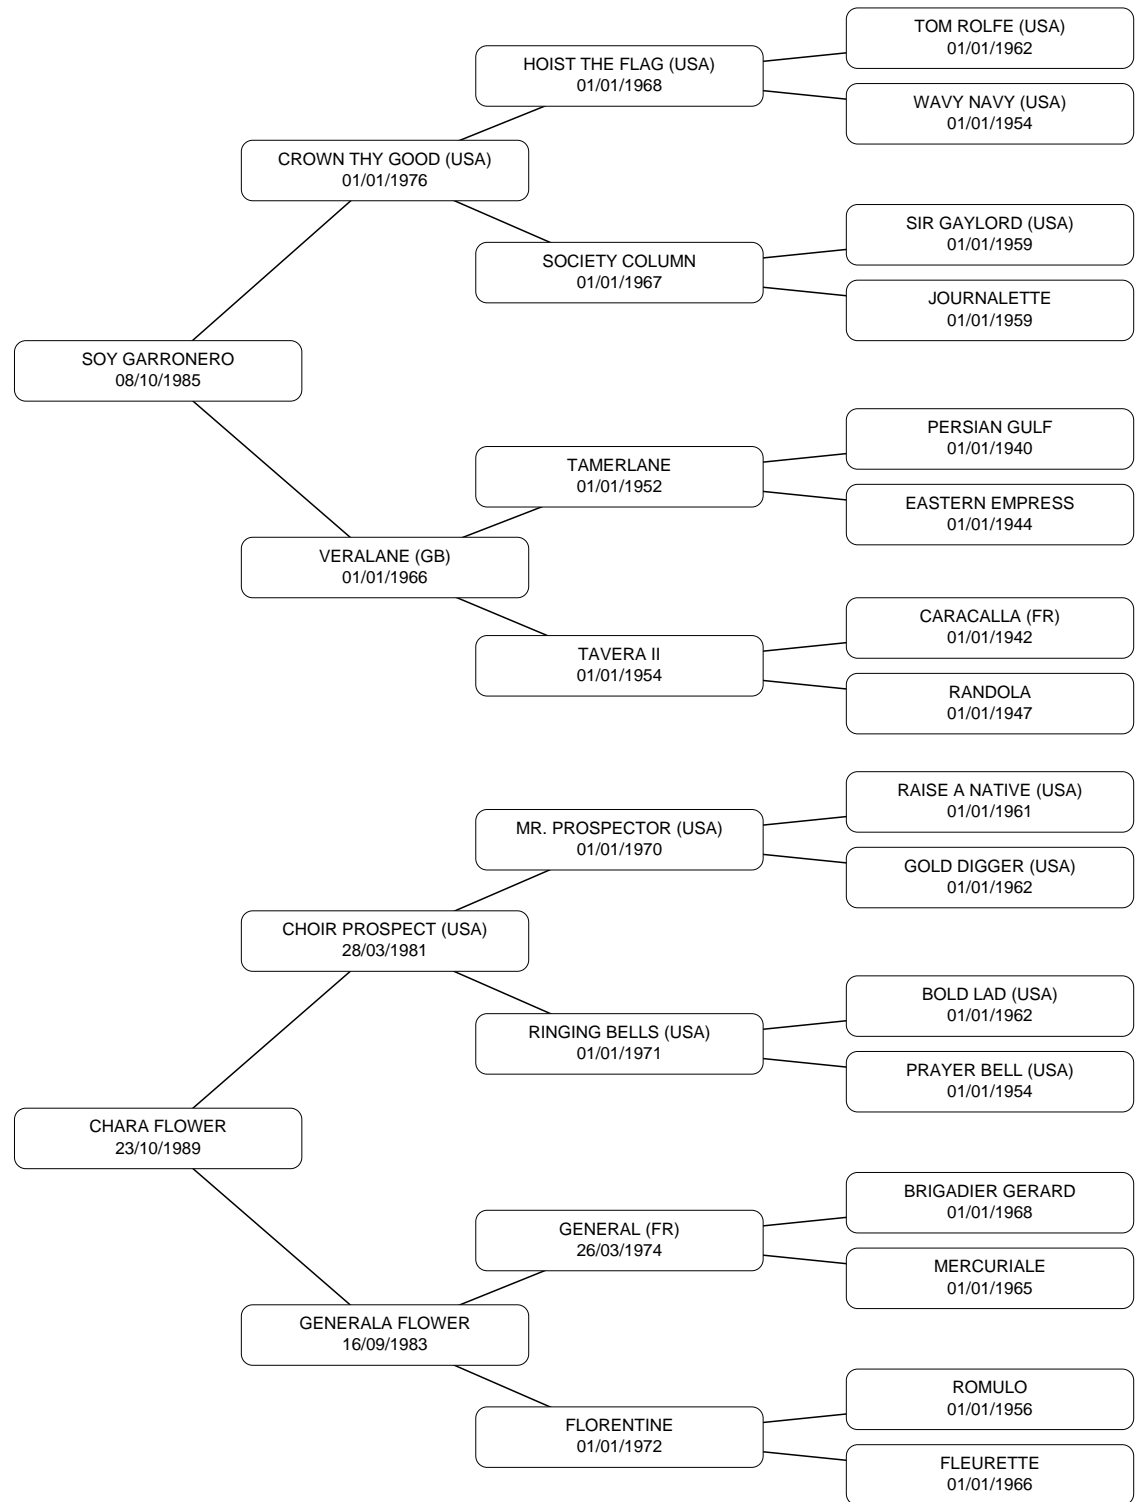 TOM ROLFE (USA)
01/01/1962
HOIST THE FLAG (USA)
01/01/1968
WAVY NAVY (USA)
01/01/1954
CROWN THY GOOD (USA)
01/01/1976
SIR GAYLORD (USA)
01/01/1959
SOCIETY COLUMN
01/01/1967
JOURNALETTE
01/01/1959
SOY GARRONERO
08/10/1985
PERSIAN GULF
01/01/1940
TAMERLANE
01/01/1952
EASTERN EMPRESS
01/01/1944
VERALANE (GB)
01/01/1966
CARACALLA (FR)
01/01/1942
TAVERA II
01/01/1954
RANDOLA
01/01/1947
RAISE A NATIVE (USA)
01/01/1961
MR. PROSPECTOR (USA)
01/01/1970
GOLD DIGGER (USA)
01/01/1962
CHOIR PROSPECT (USA)
28/03/1981
BOLD LAD (USA)
01/01/1962
RINGING BELLS (USA)
01/01/1971
PRAYER BELL (USA)
01/01/1954
CHARA FLOWER
23/10/1989
BRIGADIER GERARD
01/01/1968
GENERAL (FR)
26/03/1974
MERCURIALE
01/01/1965
GENERALA FLOWER
16/09/1983
ROMULO
01/01/1956
FLORENTINE
01/01/1972
FLEURETTE
01/01/1966